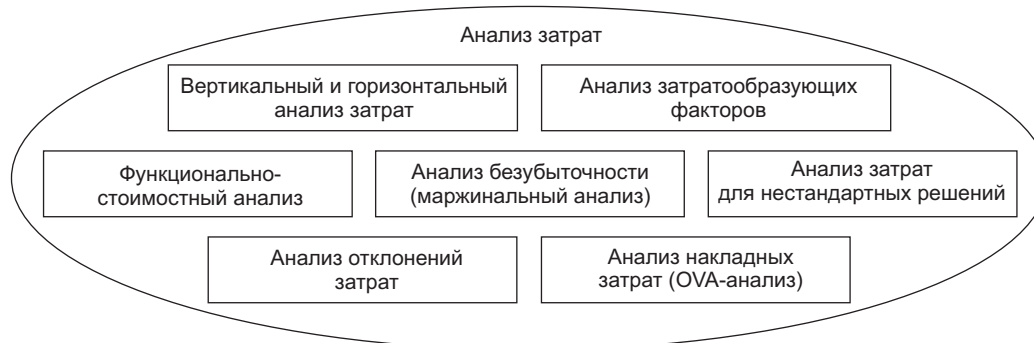 Анализ затрат
Вертикальный и горизонтальный
анализ затрат
Анализ затратообразующих
факторов
Функционально-
стоимостный анализ
Анализ безубыточности
(маржинальный анализ)
Анализ затрат
для нестандартных решений
Анализ отклонений
затрат
Анализ накладных
затрат (OVA-анализ)